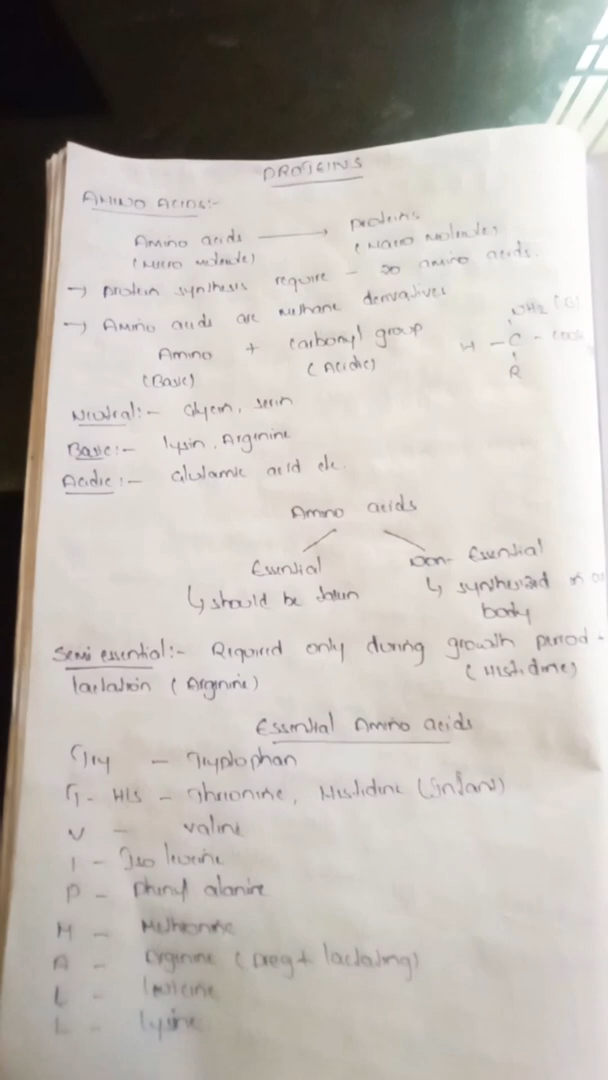 PROTEINS
AMINO ACIDS:-
Amino acids ⟶ proteins
(Micro molecule) (Macro molecule)
→ protein synthesis require - 20 amino acids.
→ Amino acids are methane derivatives
NH2
Amino + carbonyl group H - C - COOH
(Basic) (Acidic) R
Neutral:- Glycin, serin
Basic:- lysin, Arginine
Acidic:- Glutamic acid etc.
Amino acids
Essential Non- Essential
↳ should be taken ↳ synthesized in
body
Semi essential:- Required only during growth period -
lactation (Arginine) (Histidine)
Essential Amino acids
Try - Tryptophan
T- His - Threonine, Histidine (Infans)
V - valine
I - Iso leucine
P - phenyl alanine
M - Methionine
A - Arginine (preg + lactating)
L - leucine
L - lysine